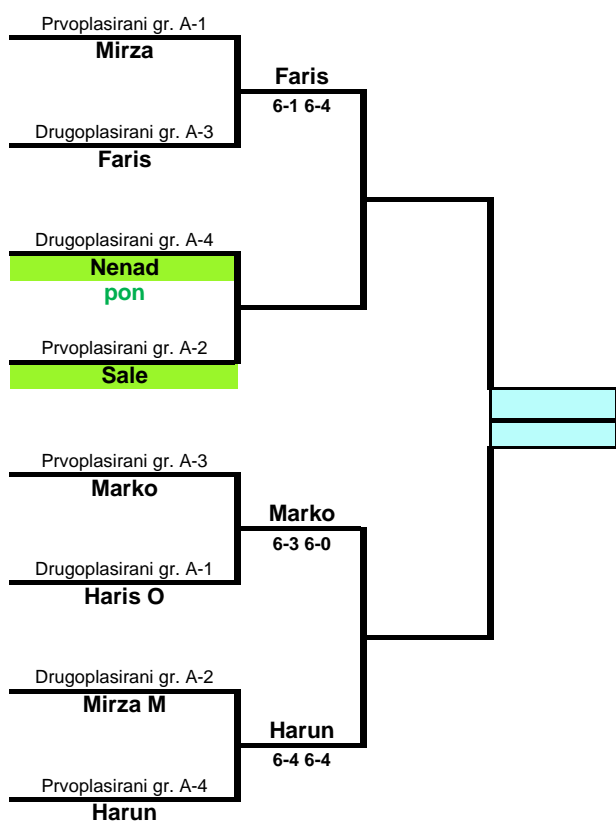 Prvoplasirani gr. A-1
Mirza
Faris
6-1 6-4
Drugoplasirani gr. A-3
Faris
Drugoplasirani gr. A-4
Nenad
pon
Prvoplasirani gr. A-2
Sale
Prvoplasirani gr. A-3
Marko
Marko
6-3 6-0
Drugoplasirani gr. A-1
Haris O
Drugoplasirani gr. A-2
Mirza M
Harun
6-4 6-4
Prvoplasirani gr. A-4
Harun